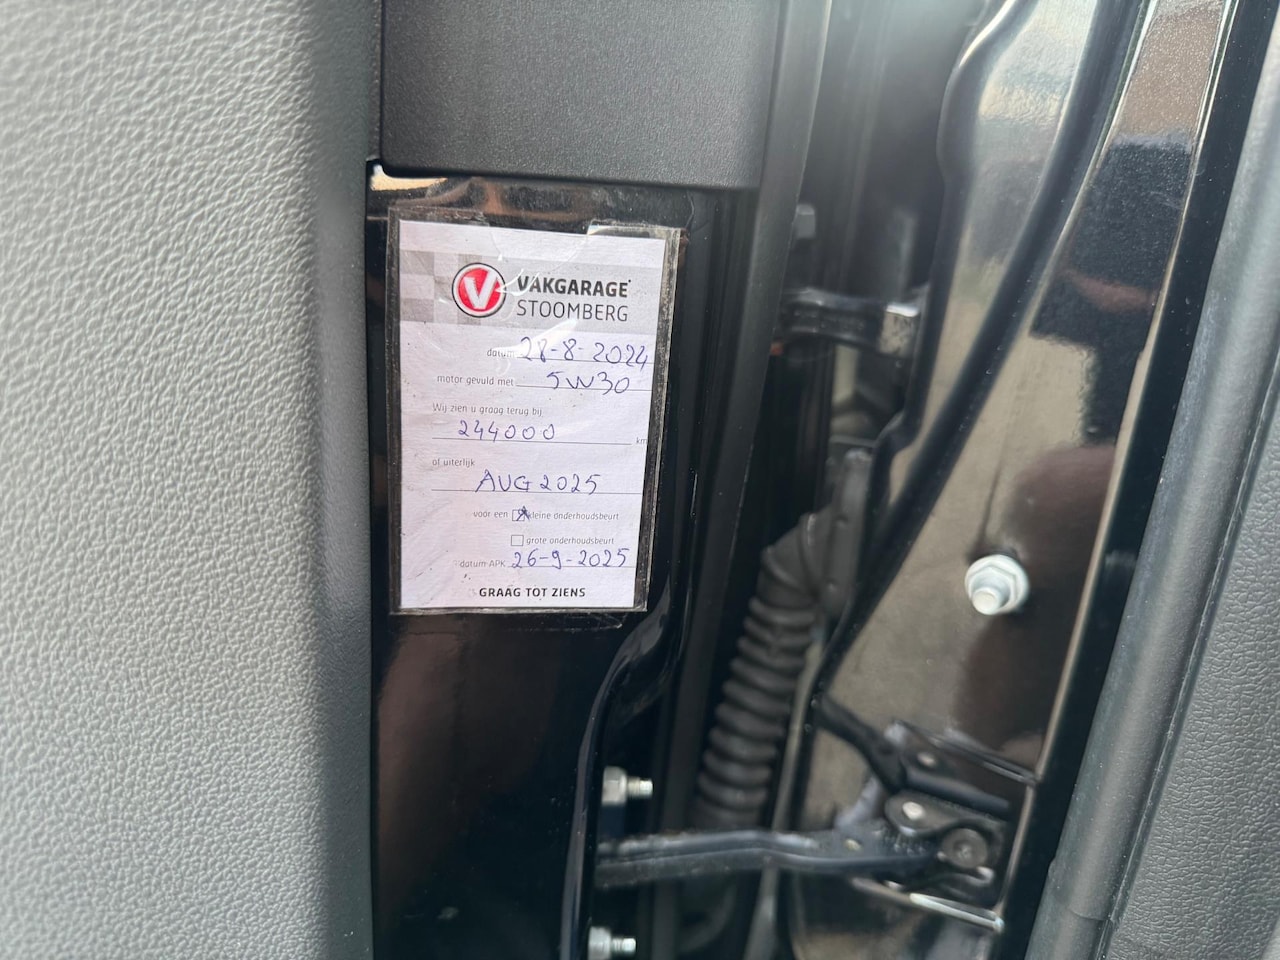 V VAKGARAGE
STOOMBERG
datum 28-8-2024
motor gevuld met 5W30
Wij zien u graag terug bij
244000 km
of uiterlijk
AUG 2025
voor een kleine onderhoudsbeurt
grote onderhoudsbeurt
datum APK 26-9-2025
GRAAG TOT ZIENS